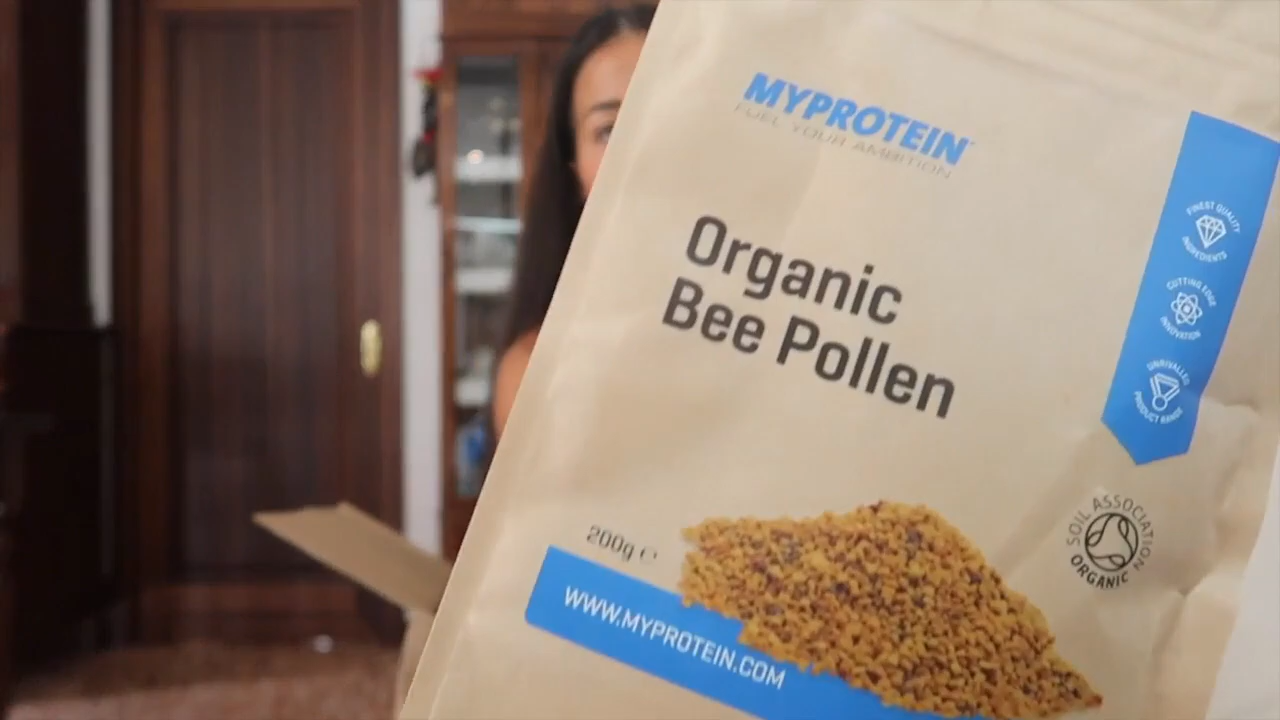 MYPROTEIN
FUEL YOUR AMBITION
Organic
Bee Pollen
FINEST QUALITY
INGREDIENTS
CUTTING EDGE
INNOVATION
UNRIVALLED
PRODUCT RANGE
SOIL ASSOCIATION
ORGANIC
200g ℮
WWW.MYPROTEIN.COM